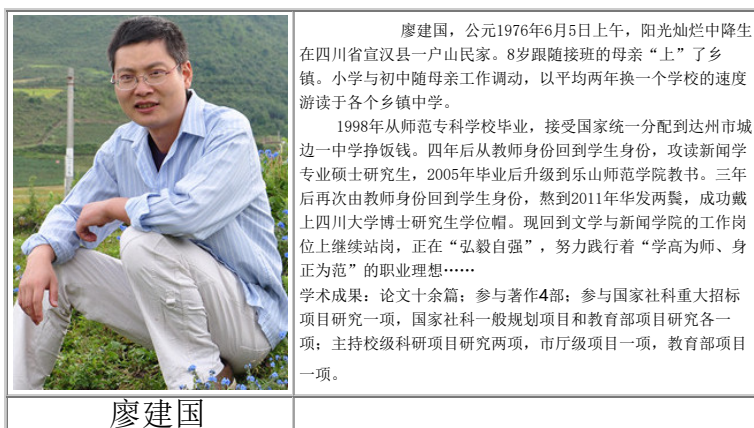 廖建国，公元1976年6月5日上午，阳光灿烂中降生
在四川省宣汉县一户山民家。8岁跟随接班的母亲“上”了乡
镇。小学与初中随母亲工作调动，以平均两年换一个学校的速度
游读于各个乡镇中学。
1998年从师范专科学校毕业，接受国家统一分配到达州市城
边一中学挣饭钱。四年后从教师身份回到学生身份，攻读新闻学
专业硕士研究生，2005年毕业后升级到乐山师范学院教书。三年
后再次由教师身份回到学生身份，熬到2011年华发两鬓，成功戴
上四川大学博士研究生学位帽。现回到文学与新闻学院的工作岗
位上继续站岗，正在“弘毅自强”，努力践行着“学高为师、身
正为范”的职业理想……
学术成果：论文十余篇；参与著作4部；参与国家社科重大招标
项目研究一项，国家社科一般规划项目和教育部项目研究各一
项；主持校级科研项目研究两项，市厅级项目一项，教育部项目
一项。
廖建国